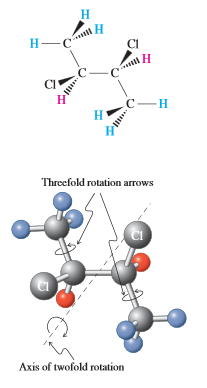 H
H
H—C
Cl
H
C—C
Cl
H
C—H
H
H
Threefold rotation arrows
Cl
Cl
Axis of twofold rotation